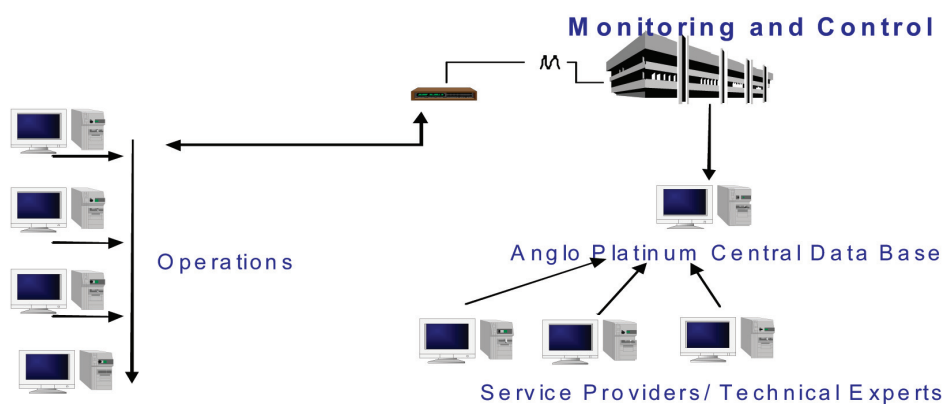 Monitoring and Control
Operations
Anglo Platinum Central Data Base
Service Providers/ Technical Experts